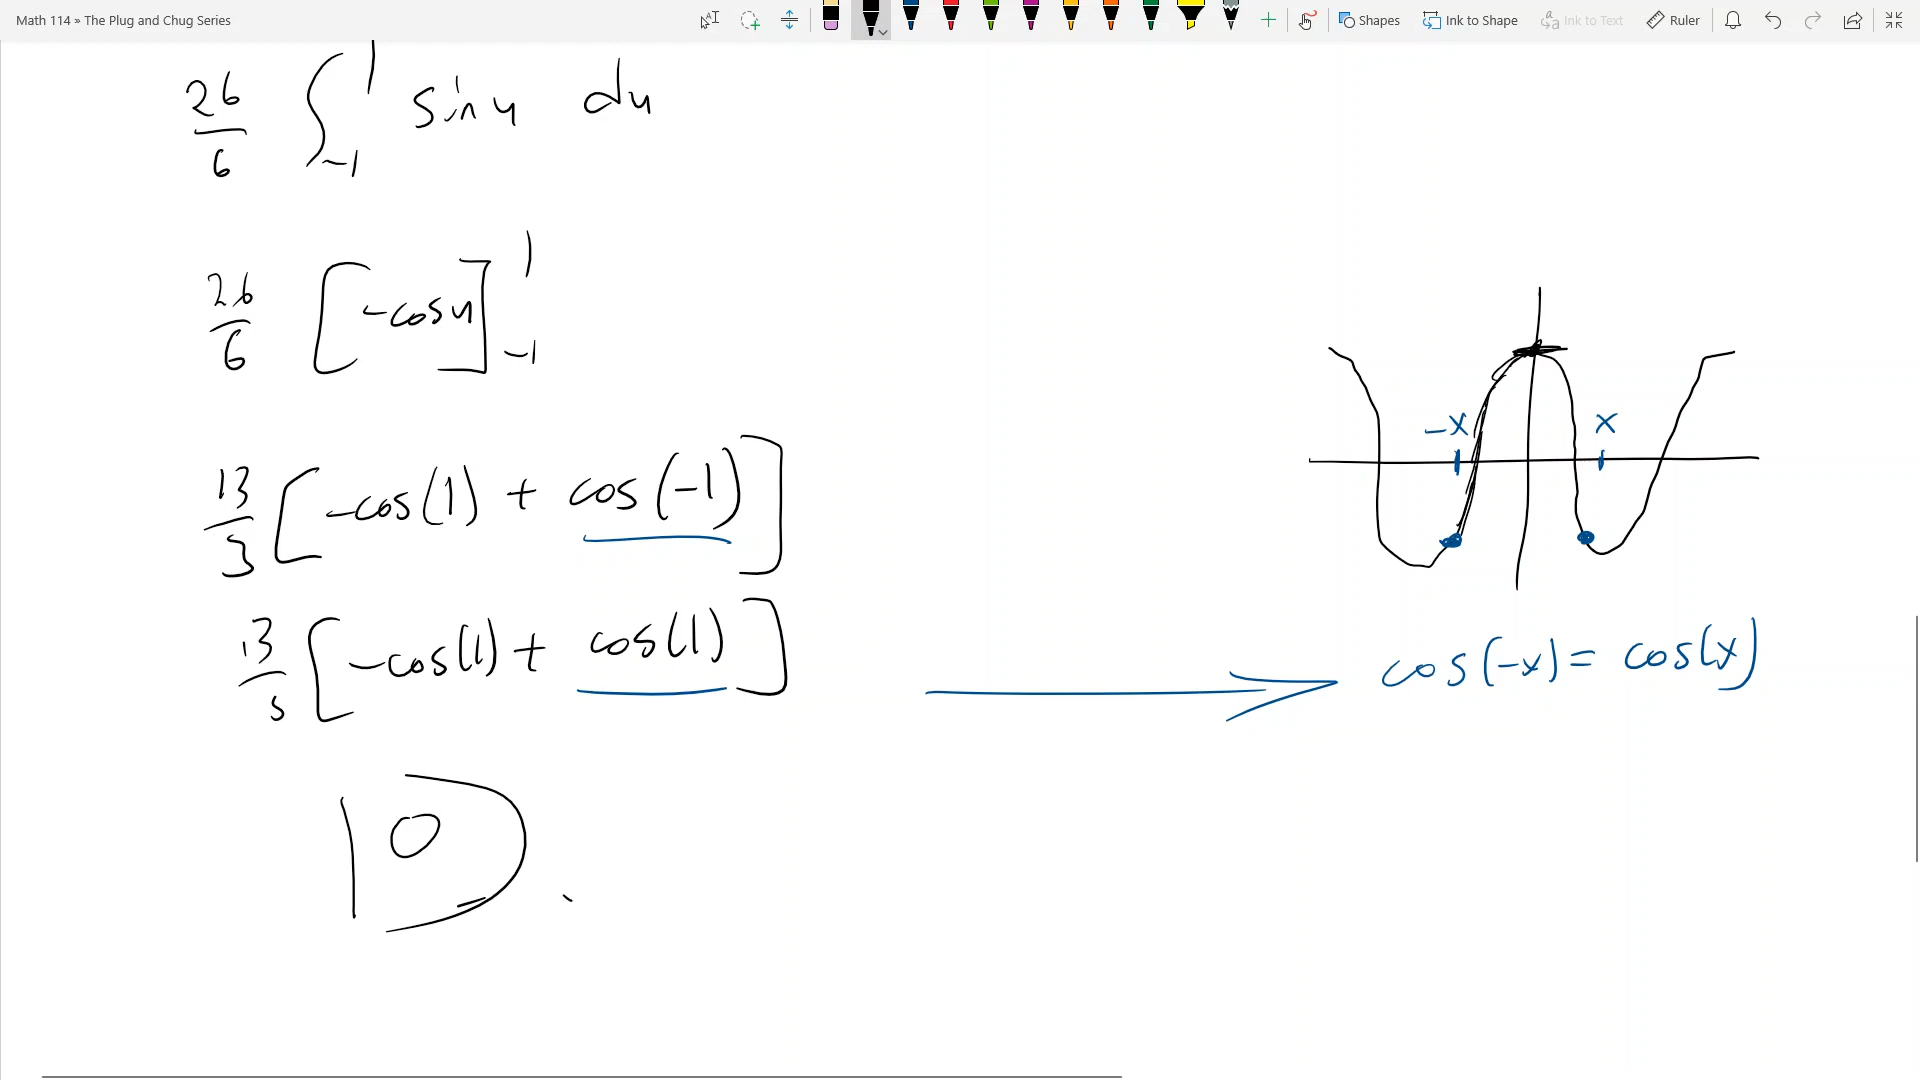 Math 114 » The Plug and Chug Series
Shapes Ink to Shape Ink to Text Ruler
26/6 ∫_{-1}^{1} sin u du
26/6 [-cos u]_{-1}^{1}
-x x
13/3 [-cos(1) + cos(-1)]
13/3 [-cos(1) + cos(1)] → cos(-x) = cos(x)
0